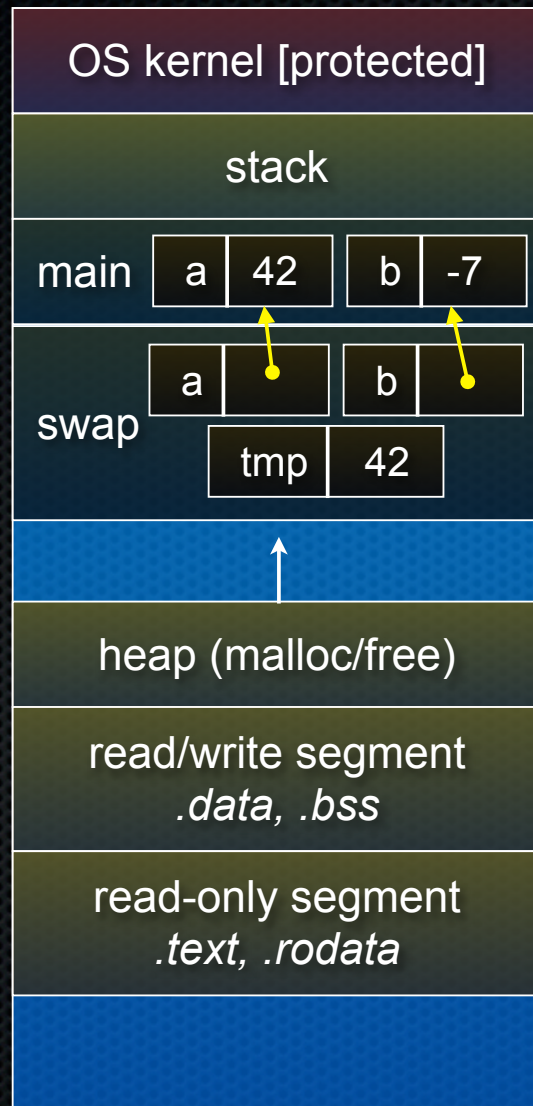 OS kernel [protected]
stack
main a 42 b -7
a b
swap
tmp 42
heap (malloc/free)
read/write segment
.data, .bss
read-only segment
.text, .rodata